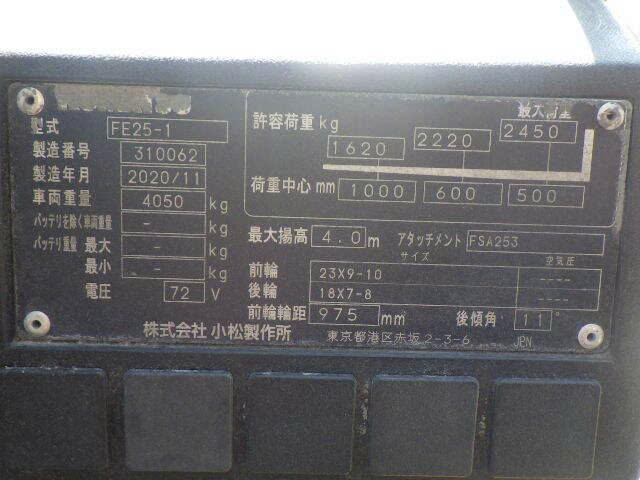 型式 FE25-1
製造番号 310062
製造年月 2020/11
車両重量 4050 kg
バッテリを除く車両重量 - kg
バッテリ重量 最大 - kg
最小 - kg
電圧 72 V
最大荷重
許容荷重 kg 1620 2220 2450
荷重中心 mm 1000 600 500
最大揚高 4.0 m アタッチメント FSA253
サイズ 空気圧
前輪 23X9-10 ----
後輪 18X7-8 ----
前輪輪距 975 mm 後傾角 11°
株式会社 小松製作所 東京都港区赤坂2-3-6 JPN